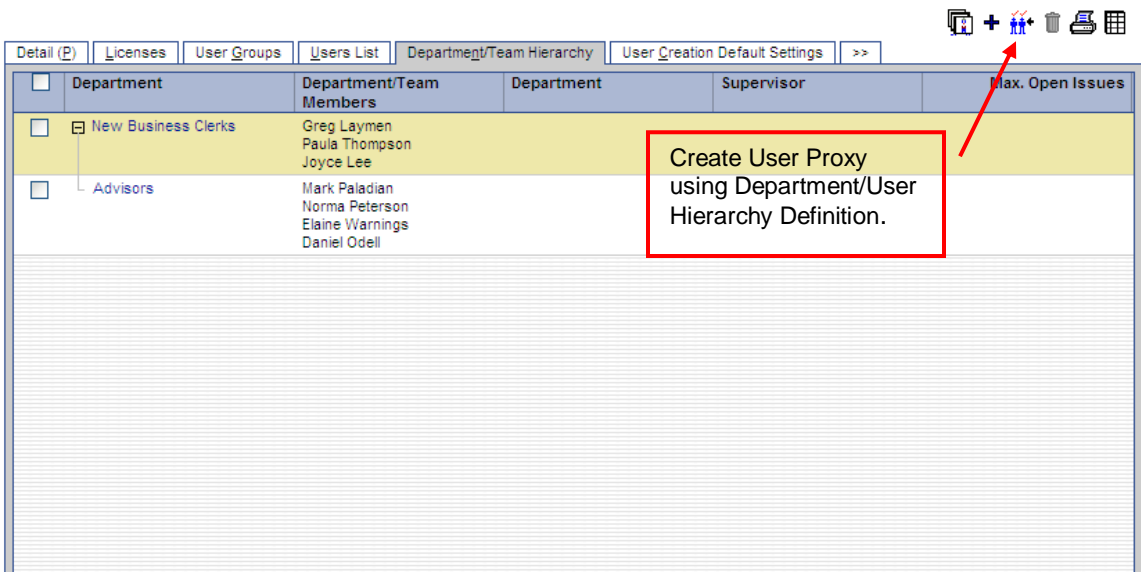 Detail (P) Licenses User Groups Users List Department/Team Hierarchy User Creation Default Settings >>
Department Department/Team Members Department Supervisor Max. Open Issues
New Business Clerks Greg Laymen
Paula Thompson
Joyce Lee
Advisors Mark Paladian
Norma Peterson
Elaine Warnings
Daniel Odell
Create User Proxy
using Department/User
Hierarchy Definition.